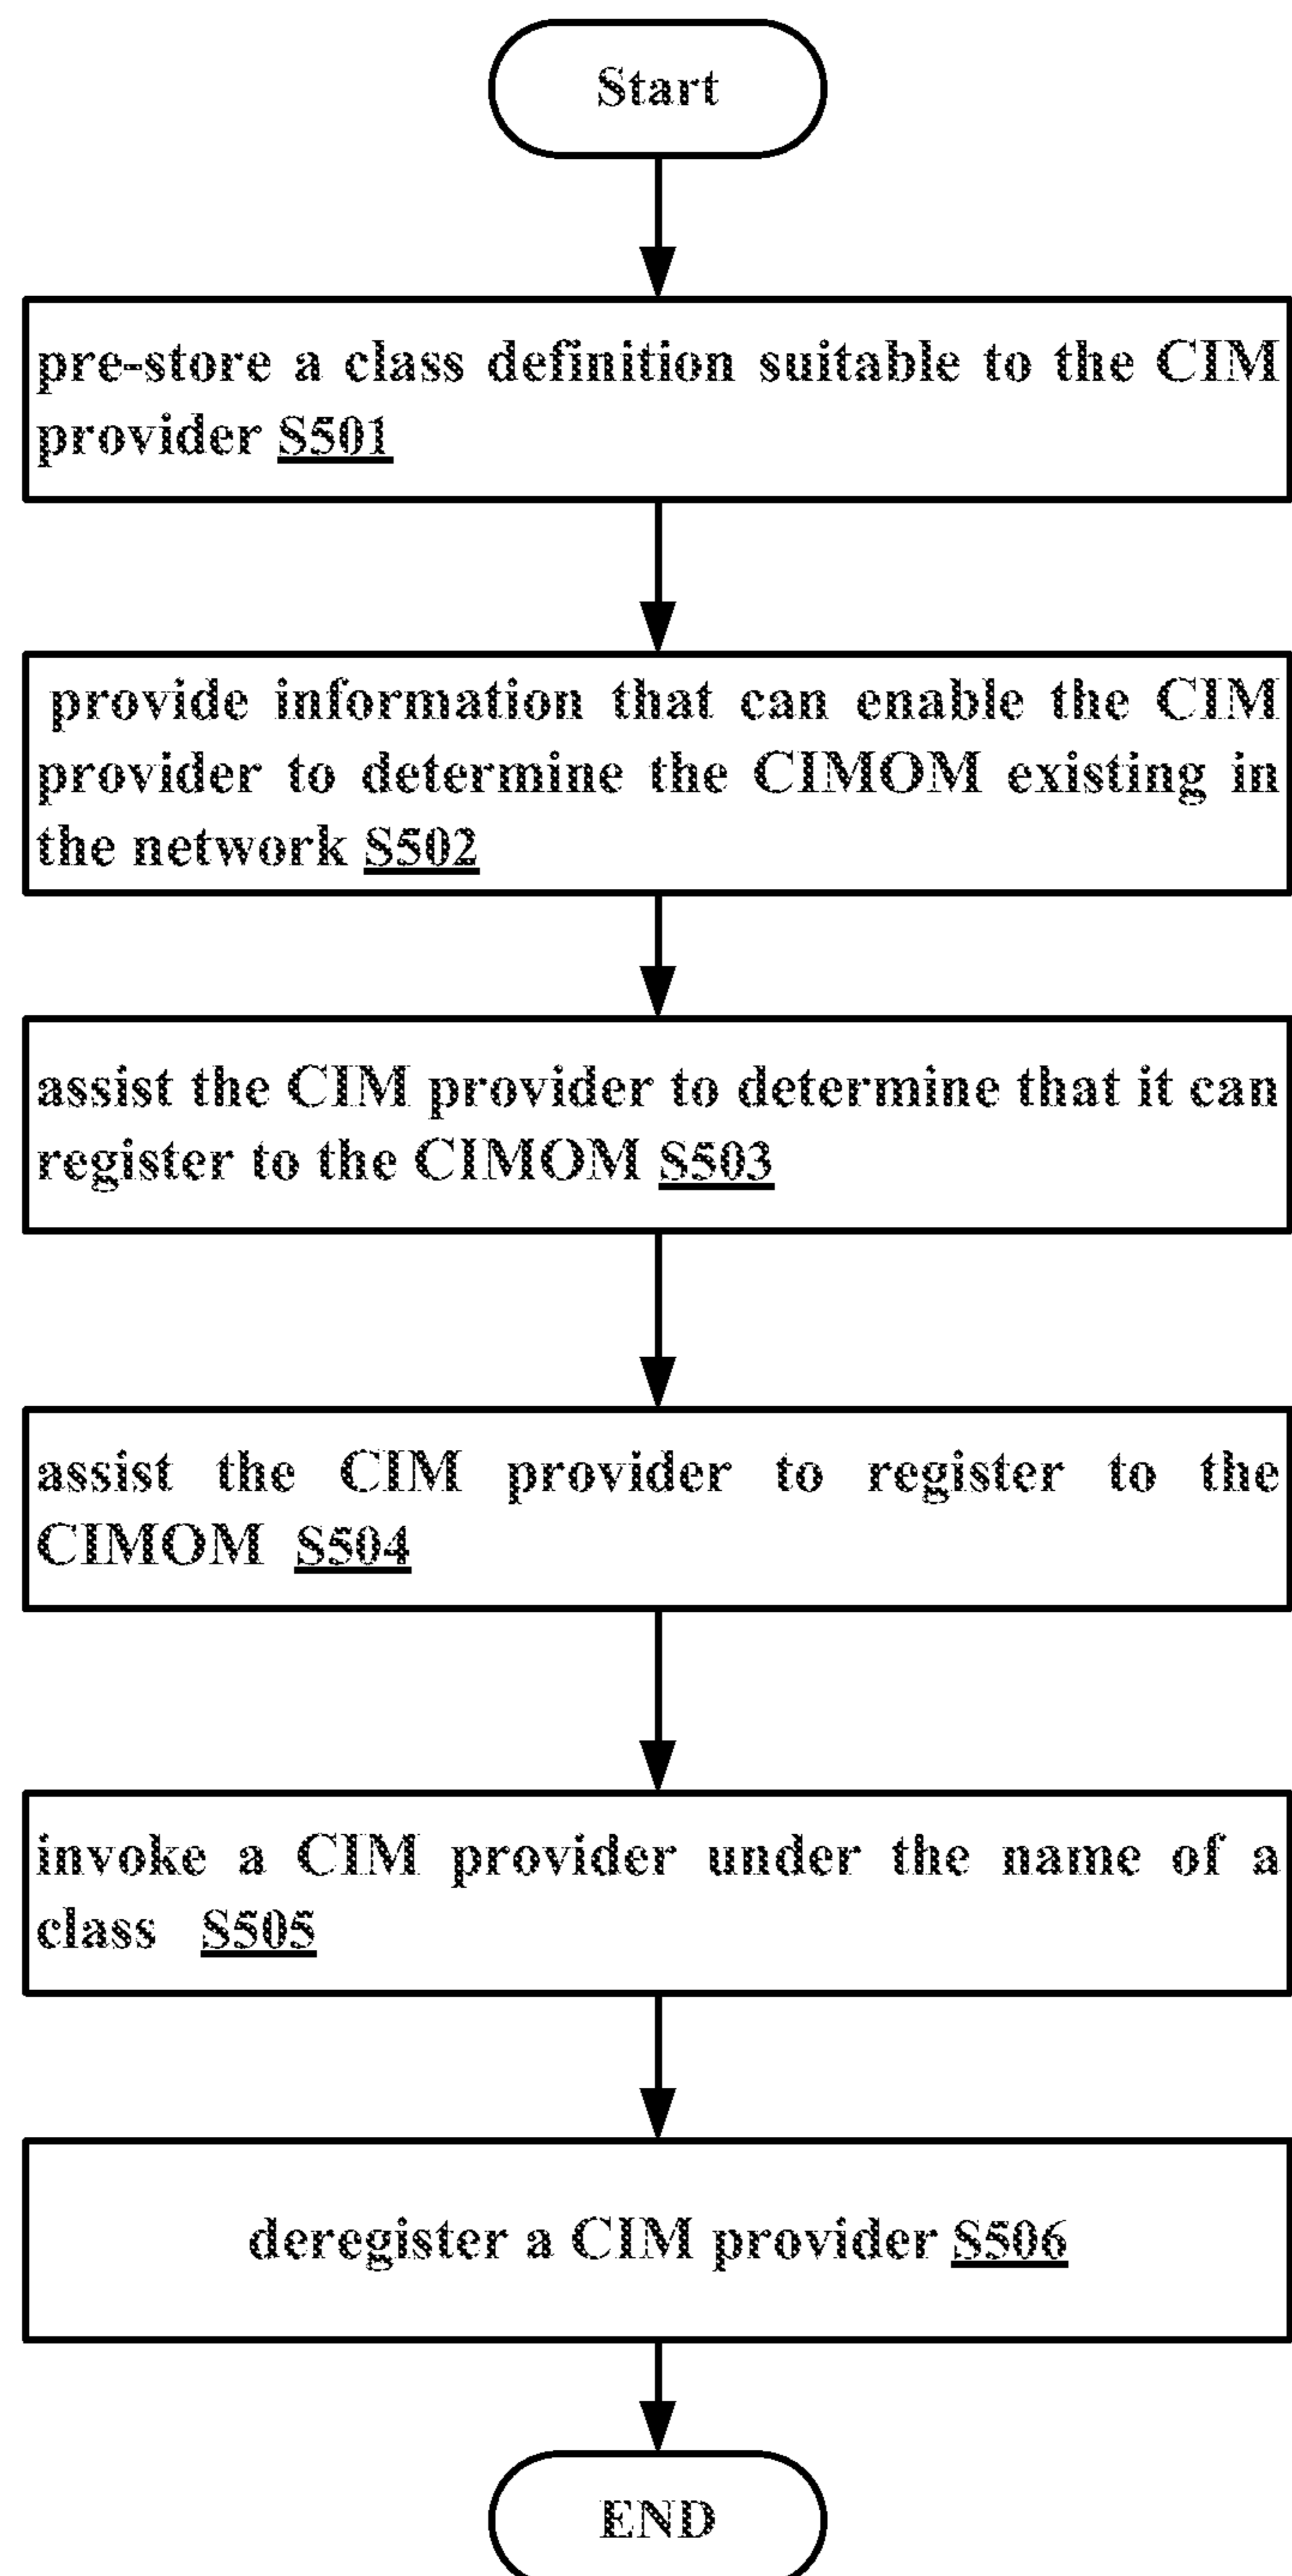 Start
pre-store a class definition suitable to the CIM
provider S501
provide information that can enable the CIM
provider to determine the CIMOM existing in
the network S502
assist the CIM provider to determine that it can
register to the CIMOM S503
assist the CIM provider to register to the
CIMOM S504
invoke a CIM provider under the name of a
class S505
deregister a CIM provider S506
END